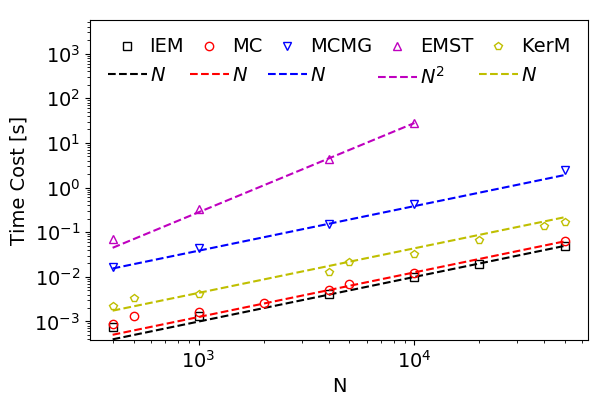 IEM MC MCMG EMST KerM
N N N N² N
Time Cost [s]
10³
10²
10¹
10⁰
10⁻¹
10⁻²
10⁻³
10³ 10⁴
N